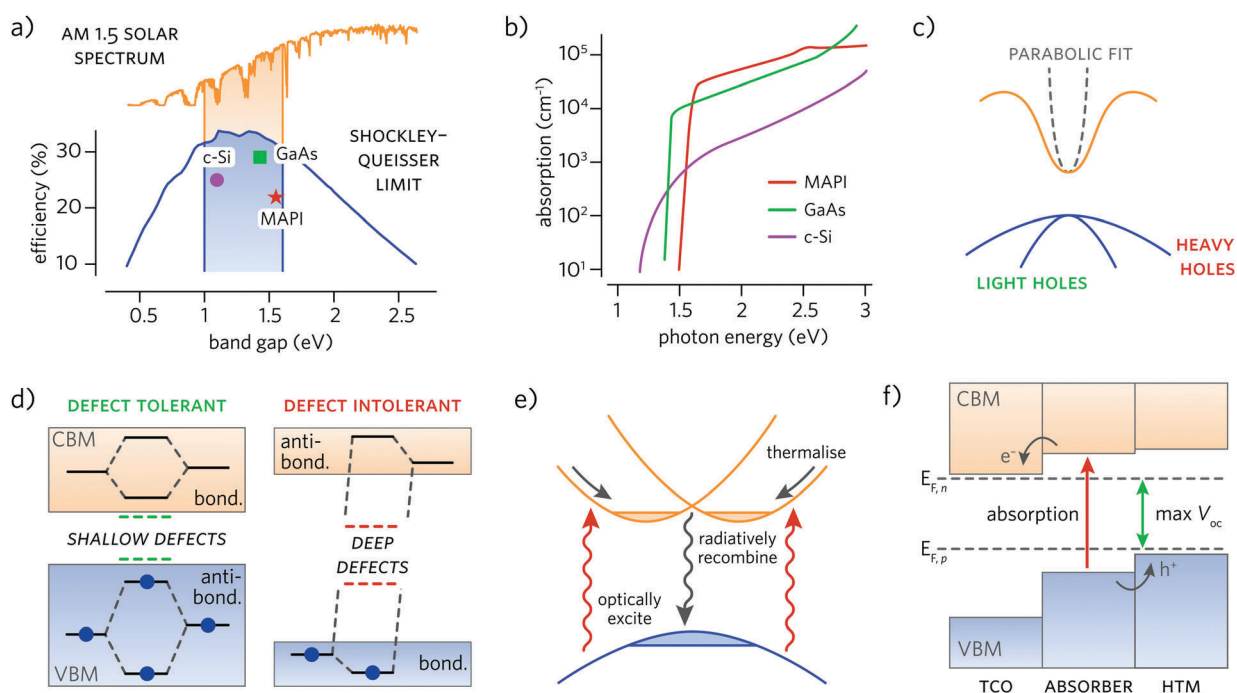 a)
AM 1.5 SOLAR
SPECTRUM
efficiency (%)
30
20
10
c-Si
GaAs
MAPI
SHOCKLEY–
QUEISSER
LIMIT
0.5
1
1.5
2
2.5
band gap (eV)
b)
absorption (cm⁻¹)
10⁵
10⁴
10³
10²
10¹
MAPI
GaAs
c-Si
1
1.5
2
2.5
3
photon energy (eV)
c)
PARABOLIC FIT
HEAVY
HOLES
LIGHT HOLES
d)
DEFECT TOLERANT
CBM
bond.
SHALLOW DEFECTS
anti-
bond.
VBM
DEFECT INTOLERANT
anti-
bond.
DEEP
DEFECTS
bond.
e)
thermalise
radiatively
recombine
optically
excite
f)
CBM
e⁻
E_F,n
absorption
max V_oc
E_F,p
h⁺
VBM
TCO
ABSORBER
HTM